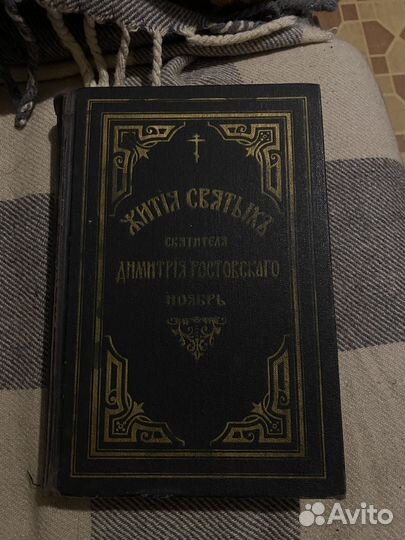 ЖИТІЯ СВЯТЫХЪ
СВЯТИТЕЛЯ
ДИМИТРІЯ РОСТОВСКАГО
НОЯБРЬ
Avito